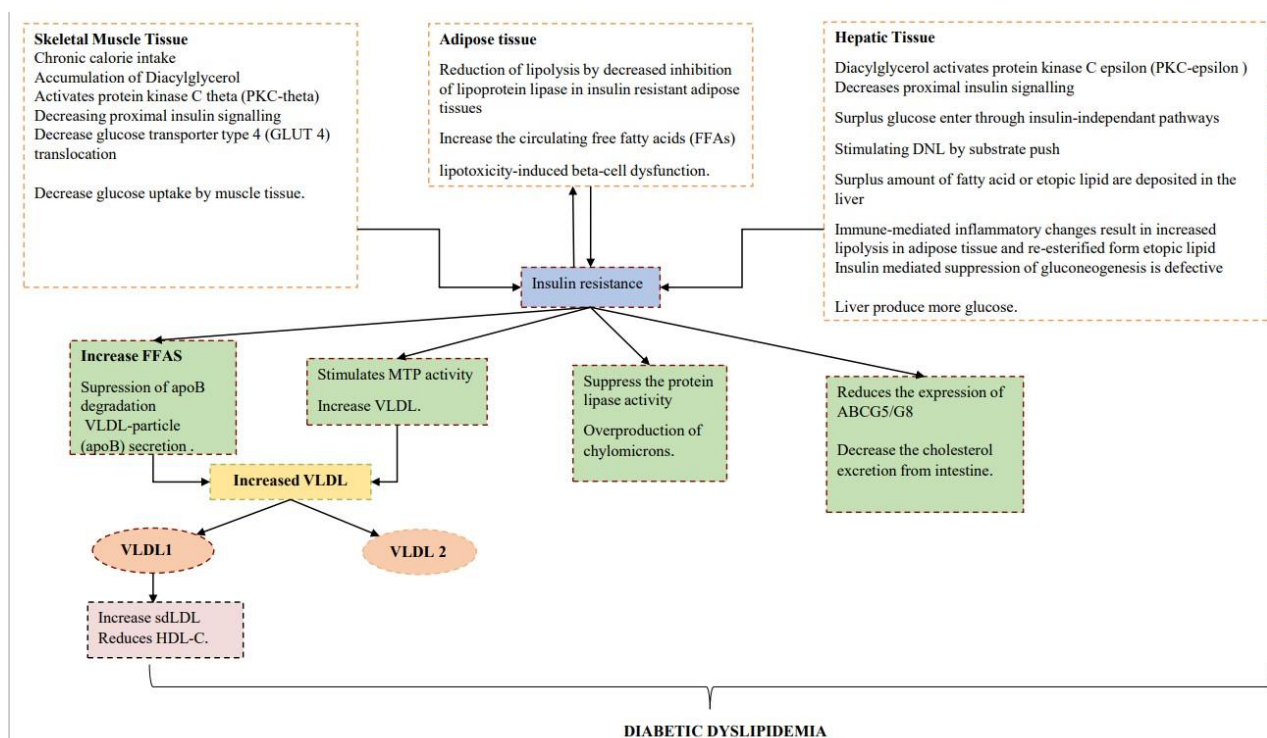 Skeletal Muscle Tissue
Chronic calorie intake
Accumulation of Diacylglycerol
Activates protein kinase C theta (PKC-theta)
Decreasing proximal insulin signalling
Decrease glucose transporter type 4 (GLUT 4)
translocation
Decrease glucose uptake by muscle tissue.
Adipose tissue
Reduction of lipolysis by decreased inhibition
of lipoprotein lipase in insulin resistant adipose
tissues
Increase the circulating free fatty acids (FFAs)
lipotoxicity-induced beta-cell dysfunction.
Hepatic Tissue
Diacylglycerol activates protein kinase C epsilon (PKC-epsilon )
Decreases proximal insulin signalling
Surplus glucose enter through insulin-independant pathways
Stimulating DNL by substrate push
Surplus amount of fatty acid or etopic lipid are deposited in the
liver
Immune-mediated inflammatory changes result in increased
lipolysis in adipose tissue and re-esterified form etopic lipid
Insulin mediated suppression of gluconeogenesis is defective
Liver produce more glucose.
Insulin resistance
Increase FFAS
Supression of apoB
degradation
VLDL-particle
(apoB) secretion .
Stimulates MTP activity
Increase VLDL.
Suppress the protein
lipase activity
Overproduction of
chylomicrons.
Reduces the expression of
ABCG5/G8
Decrease the cholesterol
excretion from intestine.
Increased VLDL
VLDL1
VLDL 2
Increase sdLDL
Reduces HDL-C.
DIABETIC DYSLIPIDEMIA